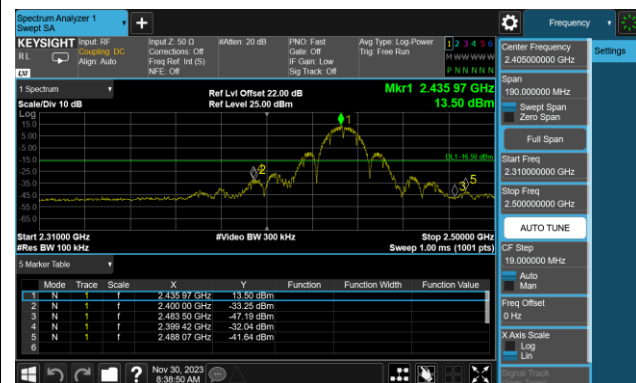 Spectrum Analyzer 1
Swept SA
+
Frequency
KEYSIGHT
Input: RF
Coupling: DC
Align: Auto
Input Z: 50 Ω
Corrections: Off
Freq Ref: Int (S)
NFE: Off
#Atten: 20 dB
PNO: Fast
Gate: Off
IF Gain: Low
Sig Track: Off
Avg Type: Log-Power
Trig: Free Run
1 2 3 4 5 6
M W W W W W
P N N N N N
RL
LXI
Center Frequency
2.405000000 GHz
Settings
1 Spectrum
Scale/Div 10 dB
Log
Ref Lvl Offset 22.00 dB
Ref Level 25.00 dBm
Mkr1 2.435 97 GHz
13.50 dBm
Span
190.000000 MHz
Swept Span
Zero Span
Full Span
15.0
5.00
-5.00
-15.0
-25.0
-35.0
-45.0
-55.0
-65.0
1
2
3
5
DL1 -16.50 dBm
Start Freq
2.310000000 GHz
Stop Freq
2.500000000 GHz
AUTO TUNE
Start 2.31000 GHz
#Res BW 100 kHz
#Video BW 300 kHz
Stop 2.50000 GHz
Sweep 1.00 ms (1001 pts)
CF Step
19.000000 MHz
Auto
Man
Freq Offset
0 Hz
X Axis Scale
Log
Lin
Signal Track
5 Marker Table
Mode Trace Scale X Y Function Function Width Function Value
1 N 1 f 2.435 97 GHz 13.50 dBm
2 N 1 f 2.400 00 GHz -33.25 dBm
3 N 1 f 2.483 50 GHz -47.19 dBm
4 N 1 f 2.399 42 GHz -32.04 dBm
5 N 1 f 2.488 07 GHz -41.64 dBm
6
?
Nov 30, 2023
8:38:50 AM